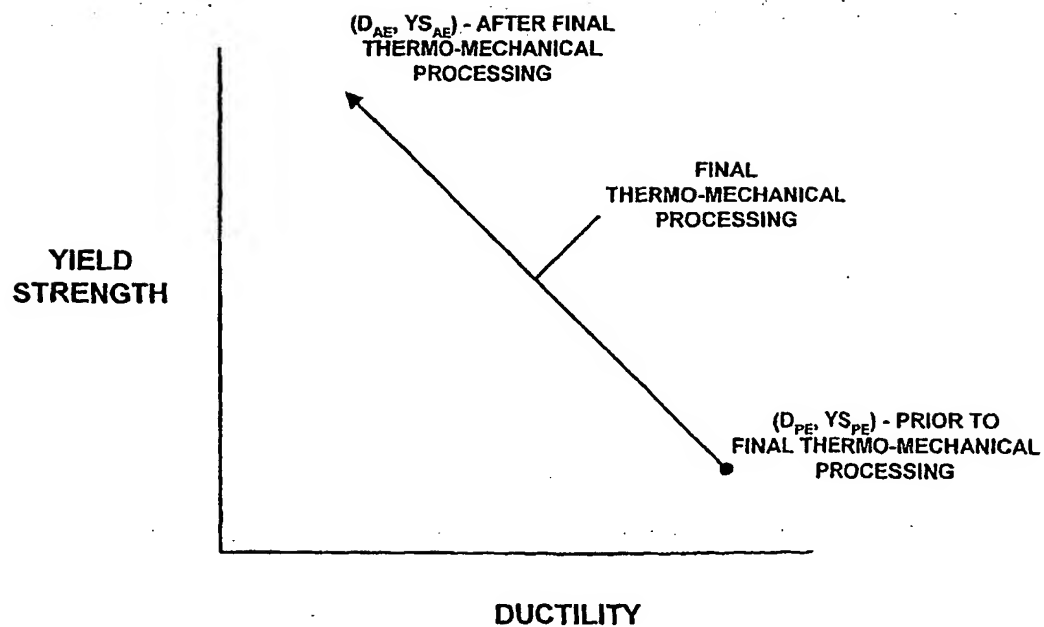 (D_AE, YS_AE) - AFTER FINAL
THERMO-MECHANICAL
PROCESSING
FINAL
THERMO-MECHANICAL
PROCESSING
YIELD
STRENGTH
(D_PE, YS_PE) - PRIOR TO
FINAL THERMO-MECHANICAL
PROCESSING
DUCTILITY